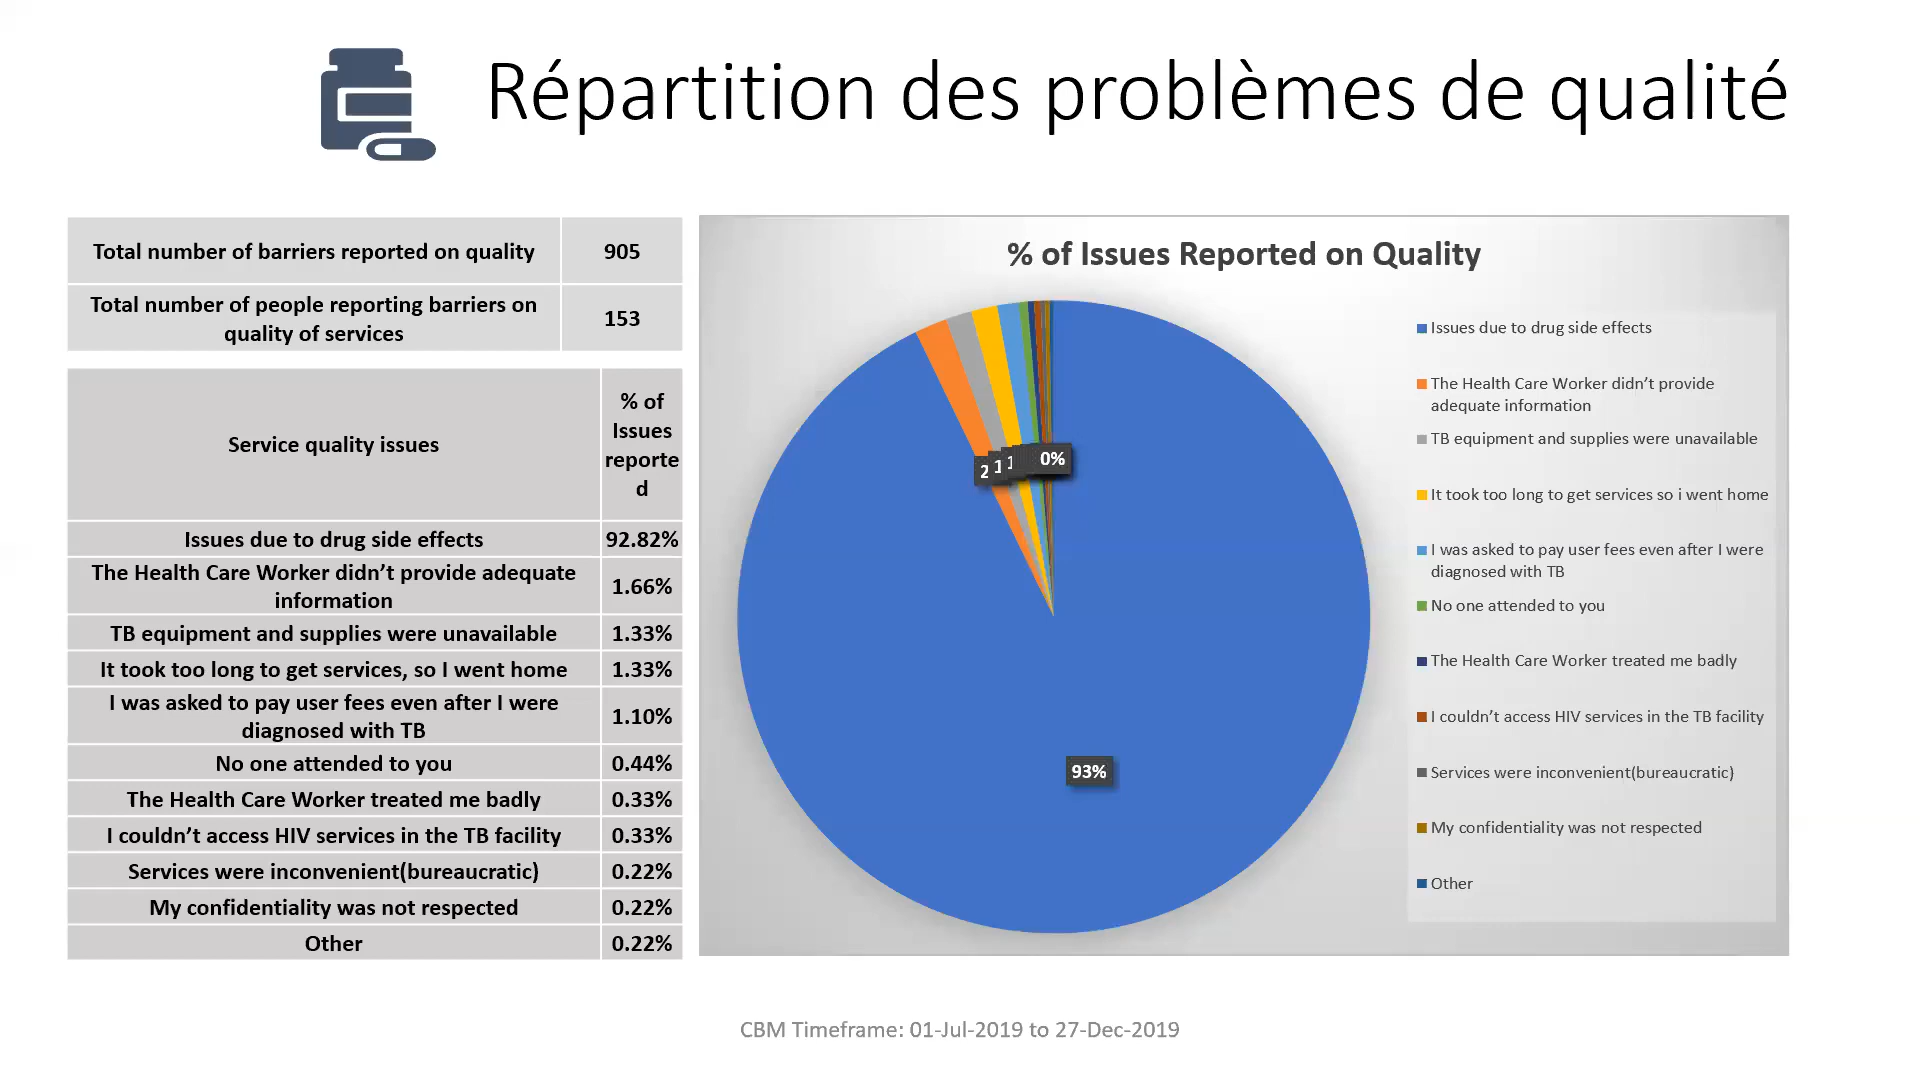 Répartition des problèmes de qualité
Total number of barriers reported on quality 905
Total number of people reporting barriers on
quality of services 153
Service quality issues
% of
Issues
reporte
d
Issues due to drug side effects 92.82%
The Health Care Worker didn’t provide adequate
information 1.66%
TB equipment and supplies were unavailable 1.33%
It took too long to get services, so I went home 1.33%
I was asked to pay user fees even after I were
diagnosed with TB 1.10%
No one attended to you 0.44%
The Health Care Worker treated me badly 0.33%
I couldn’t access HIV services in the TB facility 0.33%
Services were inconvenient(bureaucratic) 0.22%
My confidentiality was not respected 0.22%
Other 0.22%
% of Issues Reported on Quality
0%
93%
Issues due to drug side effects
The Health Care Worker didn’t provide
adequate information
TB equipment and supplies were unavailable
It took too long to get services so i went home
I was asked to pay user fees even after I were
diagnosed with TB
No one attended to you
The Health Care Worker treated me badly
I couldn’t access HIV services in the TB facility
Services were inconvenient(bureaucratic)
My confidentiality was not respected
Other
CBM Timeframe: 01-Jul-2019 to 27-Dec-2019